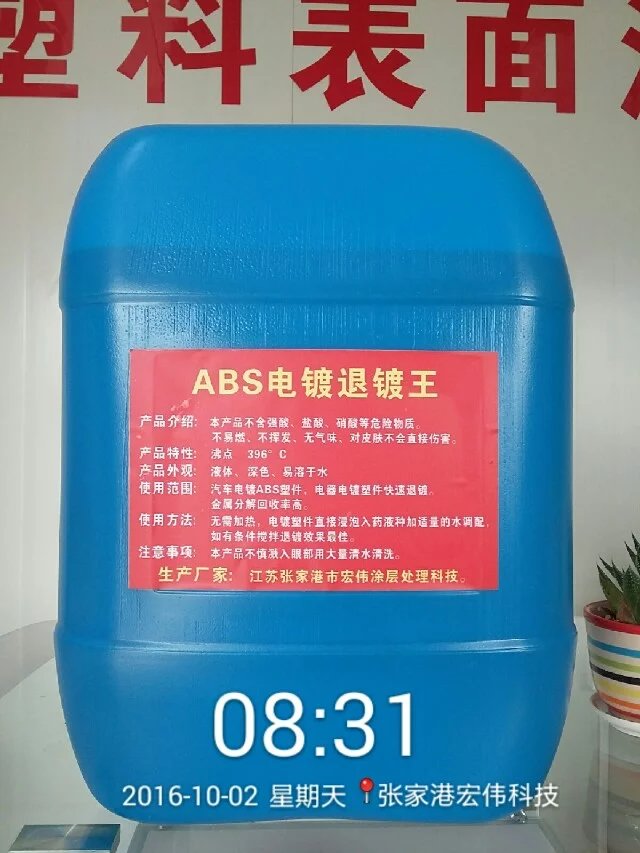 塑料表面
ABS电镀退镀王
产品介绍: 本产品不含强酸、盐酸、硝酸等危险物质。
不易燃、不挥发、无气味、对皮肤不会直接伤害。
产品特性: 沸点 396°C
产品外观: 液体、深色、易溶于水
使用范围: 汽车电镀ABS塑件，电器电镀塑件快速退镀。
金属分解回收率高.
使用方法: 无需加热，电镀塑件直接浸泡入药液种加适量的水调配，
如有条件搅拌退镀效果最佳。
注意事项: 本产品不慎溅入眼部用大量清水清洗。
生产厂家: 江苏张家港市宏伟涂层处理科技。
08:31
2016-10-02 星期天 张家港宏伟科技